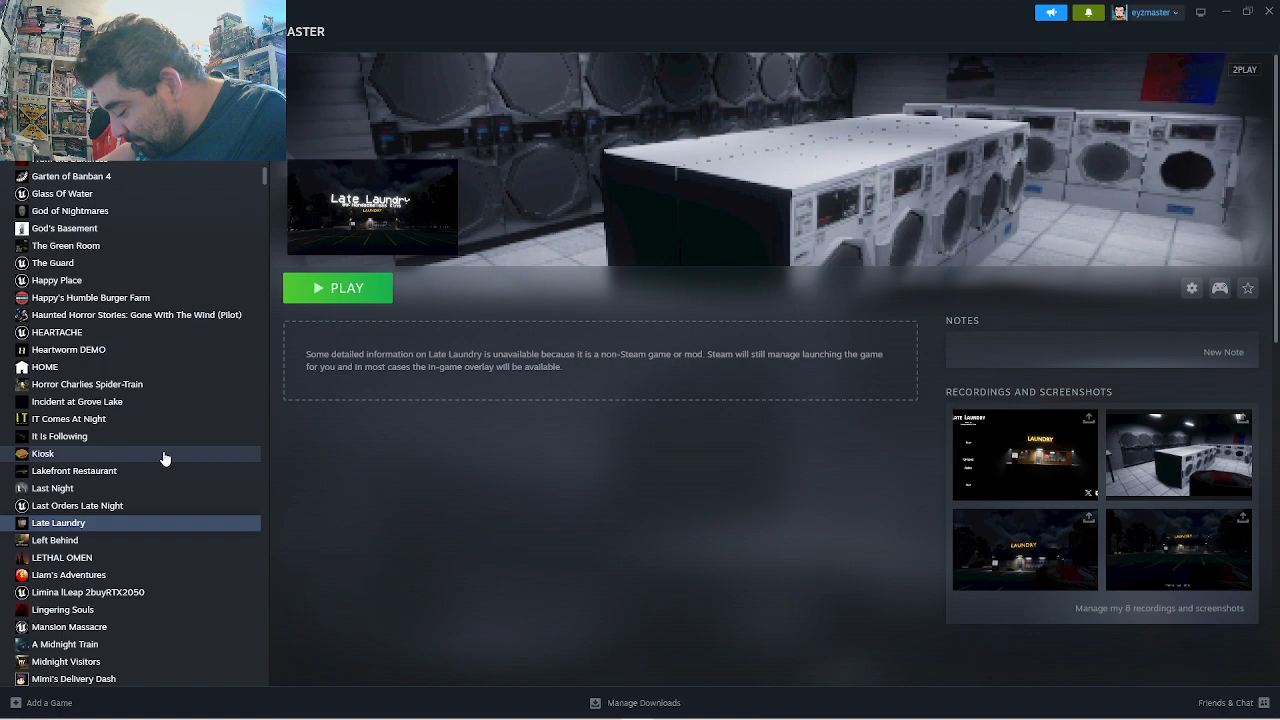 ASTER
eyzmaster
2PLAY
Late Laundry
LAUNDRY
Garten of Banban 4
Glass Of Water
God of Nightmares
God's Basement
The Green Room
The Guard
Happy Place
Happy's Humble Burger Farm
Haunted Horror Stories: Gone With The Wind (Pilot)
HEARTACHE
Heartworm DEMO
HOME
Horror Charlies Spider-Train
Incident at Grove Lake
IT Comes At Night
It Is Following
Kiosk
Lakefront Restaurant
Last Night
Last Orders Late Night
Late Laundry
Left Behind
LETHAL OMEN
Liam's Adventures
Limina lLeap 2buyRTX2050
Lingering Souls
Mansion Massacre
A Midnight Train
Midnight Visitors
Mimi's Delivery Dash
PLAY
Some detailed information on Late Laundry is unavailable because it is a non-Steam game or mod. Steam will still manage launching the game
for you and in most cases the in-game overlay will be available.
NOTES
New Note
RECORDINGS AND SCREENSHOTS
LATE LAUNDRY
LAUNDRY
LAUNDRY
LAUNDRY
Manage my 8 recordings and screenshots
Add a Game
Manage Downloads
Friends & Chat